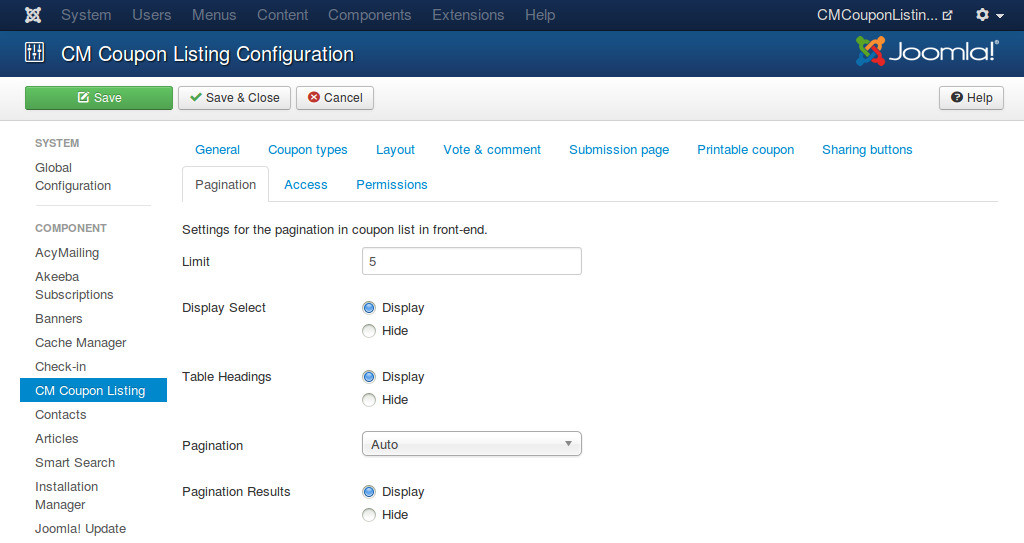 System Users Menus Content Components Extensions Help CMCouponListin...
CM Coupon Listing Configuration Joomla!®
Save Save & Close Cancel Help
SYSTEM
Global
Configuration
COMPONENT
AcyMailing
Akeeba
Subscriptions
Banners
Cache Manager
Check-in
CM Coupon Listing
Contacts
Articles
Smart Search
Installation
Manager
Joomla! Update
General Coupon types Layout Vote & comment Submission page Printable coupon Sharing buttons
Pagination Access Permissions
Settings for the pagination in coupon list in front-end.
Limit 5
Display Select Display
Hide
Table Headings Display
Hide
Pagination Auto
Pagination Results Display
Hide